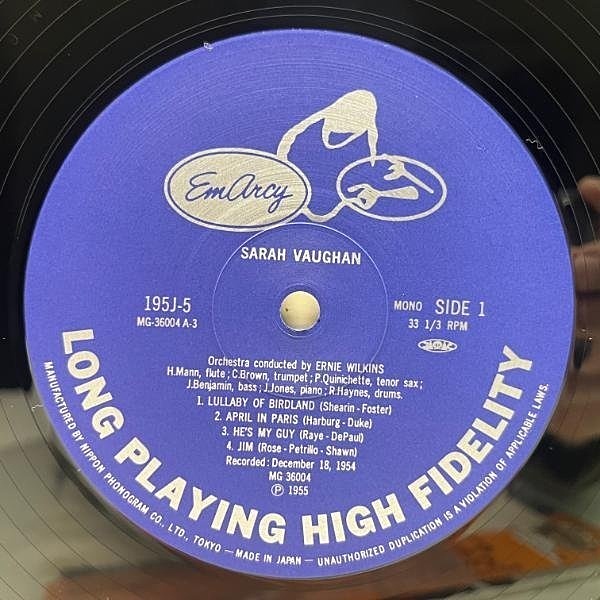 EmArcy
SARAH VAUGHAN
195J-5
MG-36004 A-3
MONO SIDE 1
33 1/3 RPM
Orchestra conducted by ERNIE WILKINS
H.Mann, flute; C.Brown, trumpet; P.Quinichette, tenor sax;
J.Benjamin, bass; J.Jones, piano; R.Haynes, drums.
1. LULLABY OF BIRDLAND (Shearin - Foster)
2. APRIL IN PARIS (Harburg - Duke)
3. HE'S MY GUY (Raye - DePaul)
4. JIM (Rose - Petrillo - Shawn)
Recorded: December 18, 1954
MG 36004
Ⓟ 1955
LONG PLAYING HIGH FIDELITY
MANUFACTURED BY NIPPON PHONOGRAM CO., LTD., TOKYO — MADE IN JAPAN — UNAUTHORIZED DUPLICATION IS A VIOLATION OF APPLICABLE LAWS.